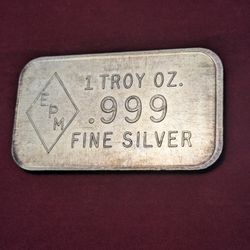 1 TROY OZ.
EPM
.999
FINE SILVER